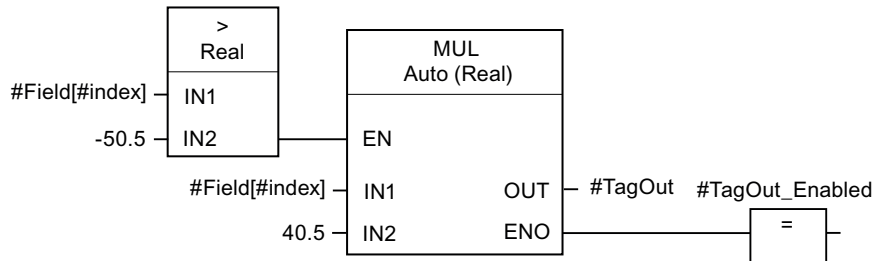 >
Real
#Field[#index]
IN1
-50.5
IN2
MUL
Auto (Real)
EN
#Field[#index]
IN1
OUT
#TagOut
#TagOut_Enabled
40.5
IN2
ENO
=